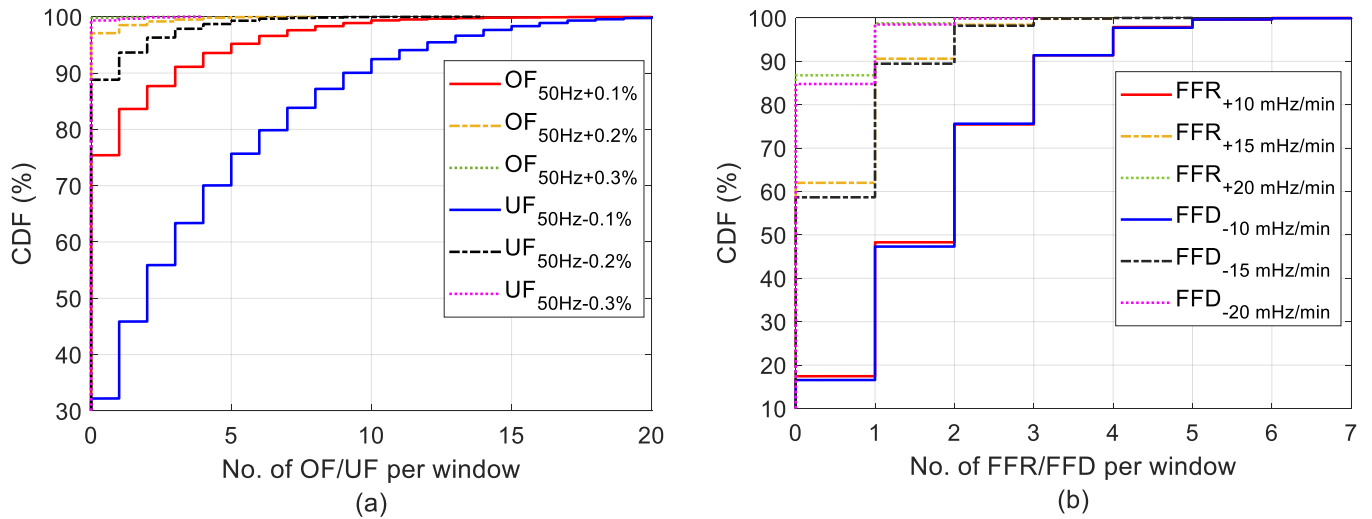 100
90
80
70
60
50
40
30
CDF (%)
0
5
10
15
20
No. of OF/UF per window
(a)
OF50Hz+0.1%
OF50Hz+0.2%
OF50Hz+0.3%
UF50Hz−0.1%
UF50Hz−0.2%
UF50Hz−0.3%
100
90
80
70
60
50
40
30
20
10
CDF (%)
0
1
2
3
4
5
6
7
No. of FFR/FFD per window
(b)
FFR+10 mHz/min
FFR+15 mHz/min
FFR+20 mHz/min
FFD-10 mHz/min
FFD-15 mHz/min
FFD-20 mHz/min